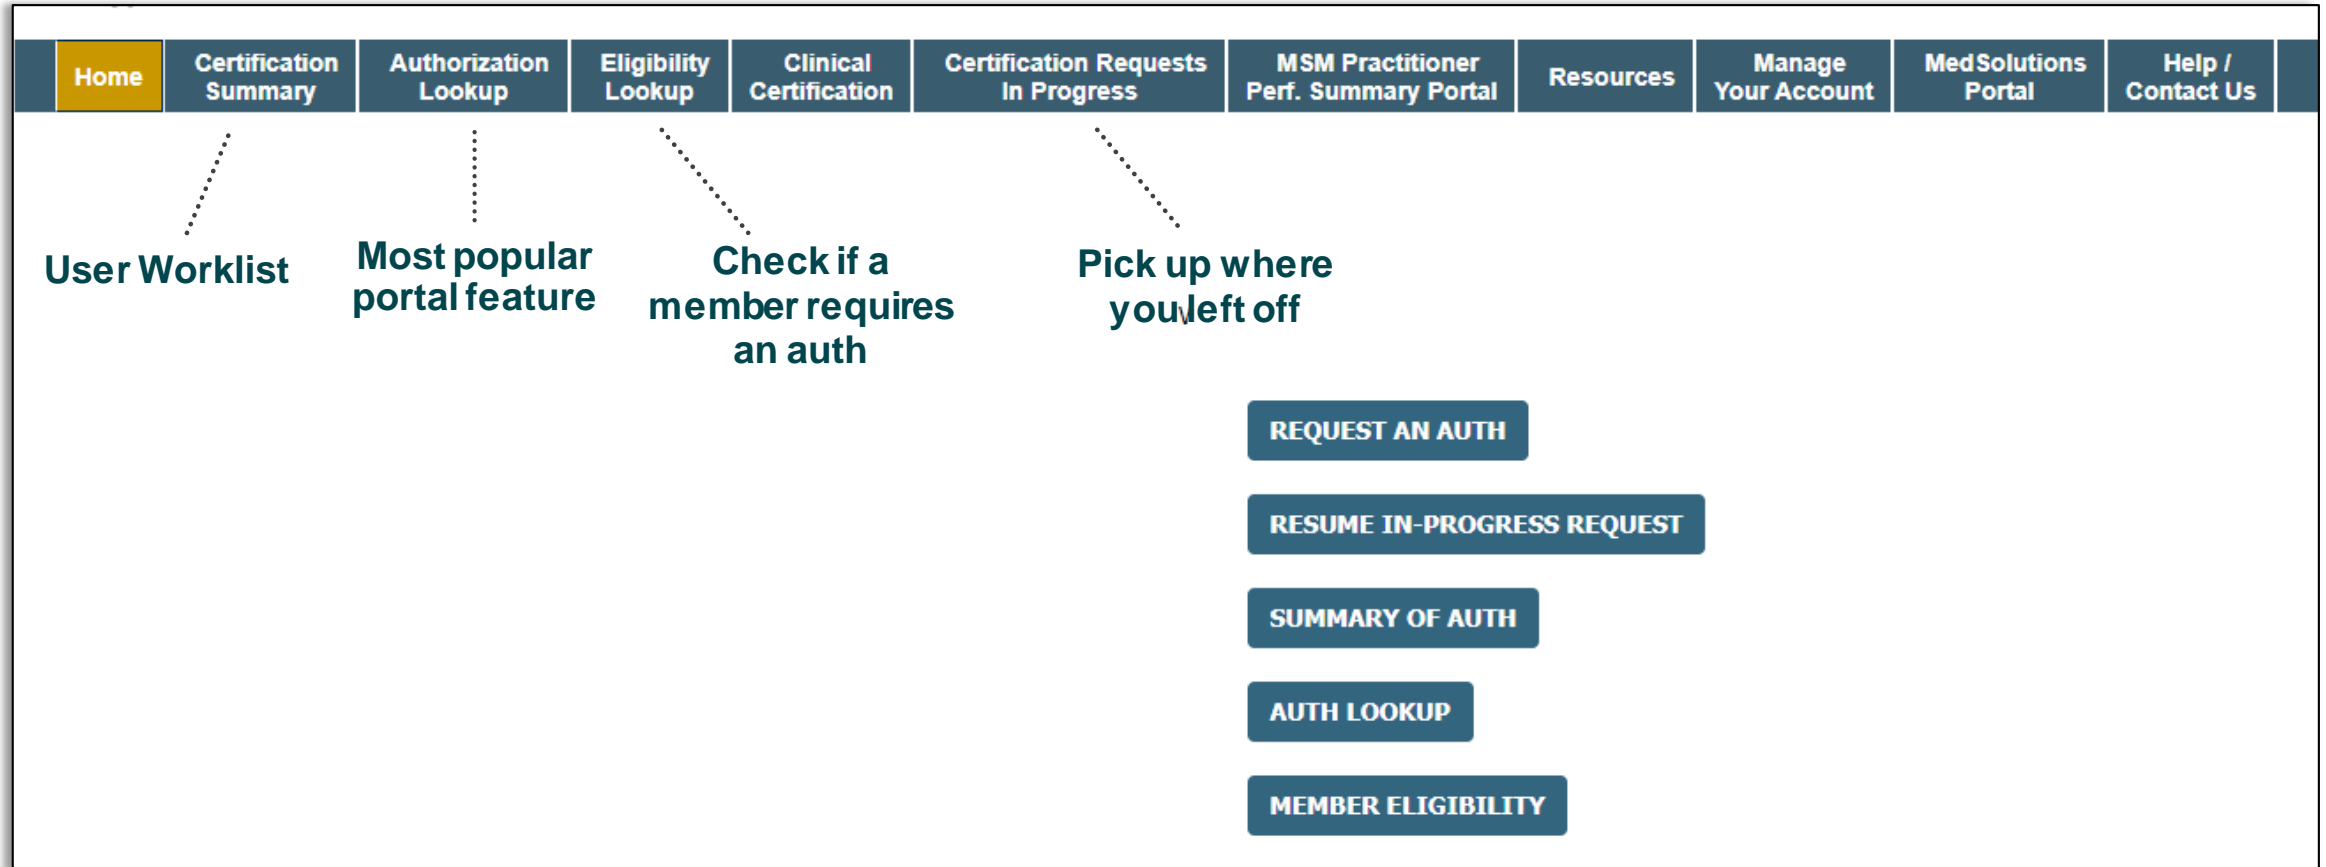 Home
Certification
Summary
Authorization
Lookup
Eligibility
Lookup
Clinical
Certification
Certification Requests
In Progress
MSM Practitioner
Perf. Summary Portal
Resources
Manage
Your Account
MedSolutions
Portal
Help /
Contact Us
User Worklist
Most popular
portal feature
Check if a
member requires
an auth
Pick up where
you left off
REQUEST AN AUTH
RESUME IN-PROGRESS REQUEST
SUMMARY OF AUTH
AUTH LOOKUP
MEMBER ELIGIBILITY